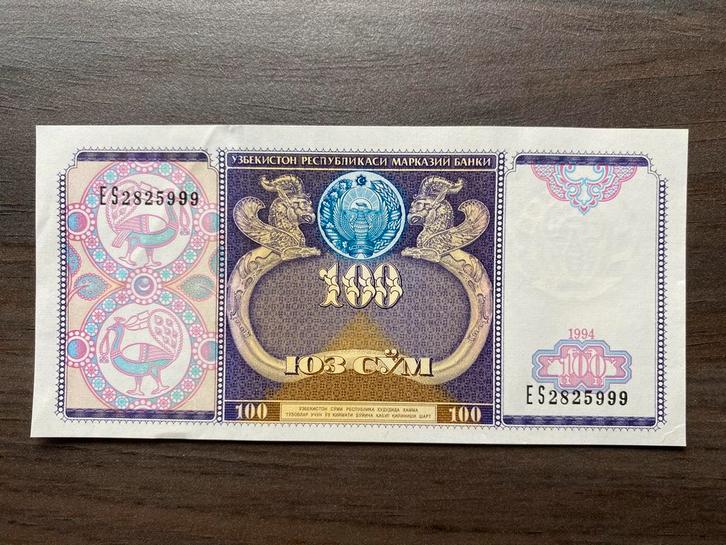 ЎЗБЕКИСТОН РЕСПУБЛИКАСИ МАРКАЗИЙ БАНКИ
ES2825999
100
1994
ЮЗ СЎМ
100
ES2825999
100
ЎЗБЕКИСТОН СЎМИ РЕСПУБЛИКА ҲУДУДИДА ҲАММА
ТЎЛОВЛАР УЧУН ЎЗ ҚИЙМАТИ БЎЙИЧА ҚАБУЛ ҚИЛИНИШИ ШАРТ
100